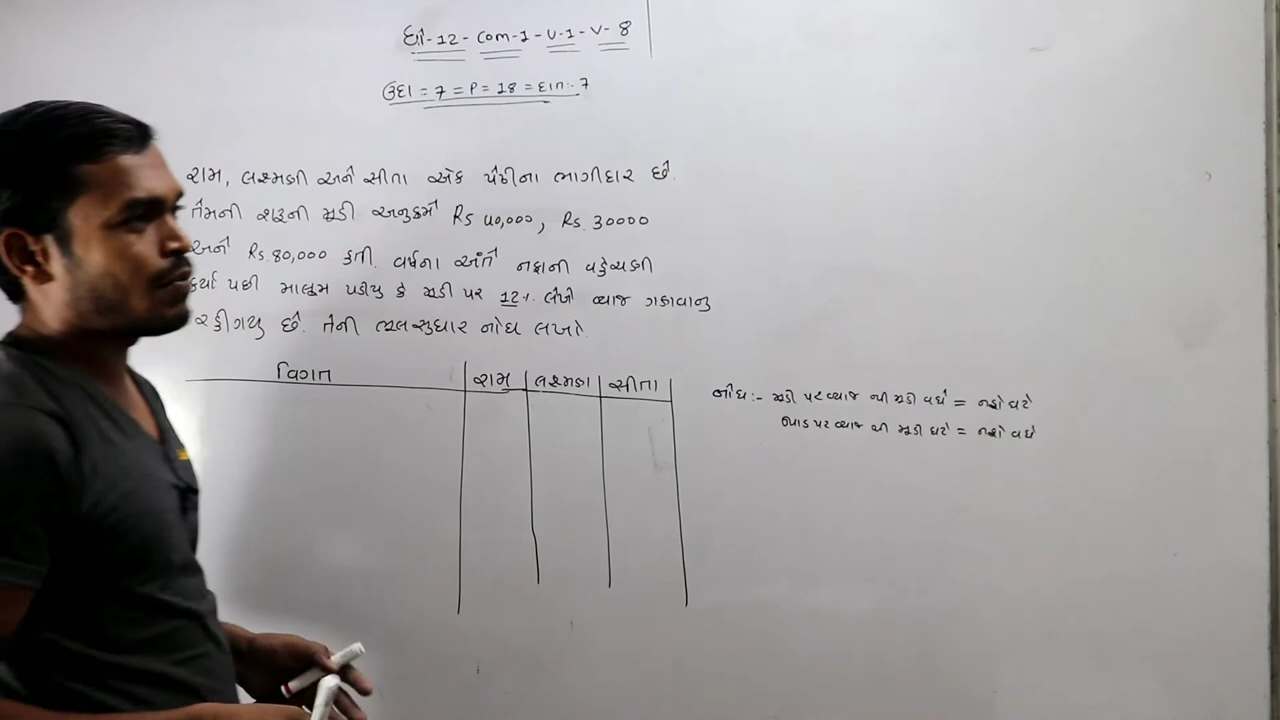 ધો-12 - Com-1 - U-1 - V- 8
ઉદા = 7 = P = 18 = દાત:- 7
રામ, લક્ષ્મણ અને સીતા એક પેઢીના ભાગીદાર છે.
તેમની શરૂની મૂડી અનુક્રમે Rs ૫0,000, Rs. 30000
અને Rs. 80,000 હતી. વર્ષના અંતે નફાની વહેંચણી
કર્યા પછી માલૂમ પડીયુ કે મૂડી પર 12% લેખે વ્યાજ ગણવાનુ
રહીગયુ છે. તેની ભૂલસુધાર નોંધ લખો.
વિગત રામ લક્ષ્મણ સીતા
નોંધ :- મૂડી પર વ્યાજ થી મૂડી વધે = નફો ઘટે
ઉપાડ પર વ્યાજ થી મૂડી ઘટે = નફો વધે